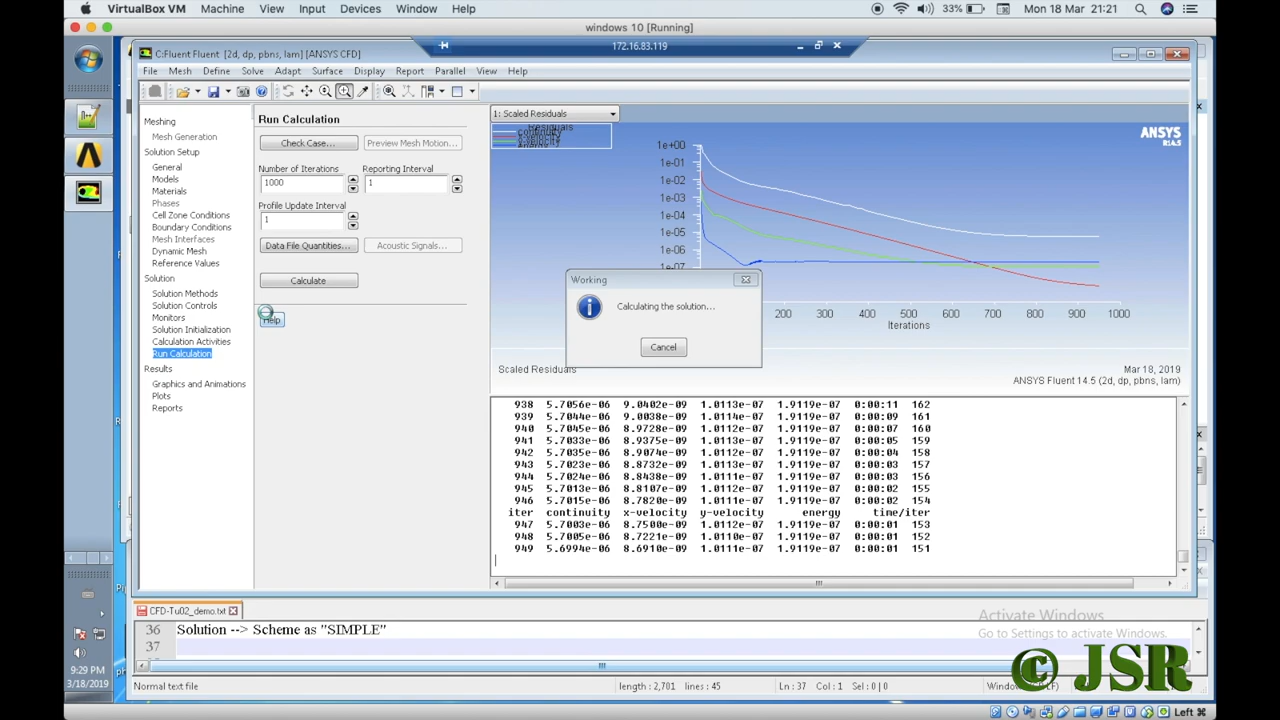 VirtualBox VM Machine View Input Devices Window Help 33% Mon 18 Mar 21:21
windows 10 [Running]
C:Fluent Fluent [2d, dp, pbns, lam] [ANSYS CFD]
172.16.83.119
File Mesh Define Solve Adapt Surface Display Report Parallel View Help
Meshing
Mesh Generation
Solution Setup
General
Models
Materials
Phases
Cell Zone Conditions
Boundary Conditions
Mesh Interfaces
Dynamic Mesh
Reference Values
Solution
Solution Methods
Solution Controls
Monitors
Solution Initialization
Calculation Activities
Run Calculation
Results
Graphics and Animations
Plots
Reports
Run Calculation
Check Case... Preview Mesh Motion...
Number of Iterations Reporting Interval
1000 1
Profile Update Interval
1
Data File Quantities... Acoustic Signals...
Calculate
Help
1: Scaled Residuals
Residuals
continuity
ANSYS
R14.5
1e+00
1e-01
1e-02
1e-03
1e-04
1e-05
1e-06
1e-07
200 300 400 500 600 700 800 900 1000
Iterations
Working
Calculating the solution...
Cancel
Scaled Residuals
Mar 18, 2019
ANSYS Fluent 14.5 (2d, dp, pbns, lam)
938 5.7056e-06 9.0402e-09 1.0113e-07 1.9119e-07 0:00:11 162
939 5.7044e-06 9.0038e-09 1.0112e-07 1.9119e-07 0:00:09 161
940 5.7045e-06 8.9728e-09 1.0112e-07 1.9119e-07 0:00:07 160
941 5.7033e-06 8.9375e-09 1.0113e-07 1.9119e-07 0:00:05 159
942 5.7035e-06 8.9074e-09 1.0112e-07 1.9119e-07 0:00:04 158
943 5.7023e-06 8.8732e-09 1.0112e-07 1.9119e-07 0:00:03 157
944 5.7024e-06 8.8438e-09 1.0111e-07 1.9119e-07 0:00:03 156
945 5.7013e-06 8.8107e-09 1.0112e-07 1.9119e-07 0:00:02 155
946 5.7015e-06 8.7820e-09 1.0111e-07 1.9119e-07 0:00:02 154
iter continuity x-velocity y-velocity energy time/iter
947 5.7003e-06 8.7500e-09 1.0112e-07 1.9119e-07 0:00:01 153
948 5.7005e-06 8.7221e-09 1.0110e-07 1.9119e-07 0:00:01 152
949 5.6994e-06 8.6910e-09 1.0111e-07 1.9119e-07 0:00:01 151
CFD-Tu02_demo.txt
36 Solution --> Scheme as "SIMPLE"
37
Activate Windows
Go to Settings to activate Windows.
9:29 PM
3/18/2019
Normal text file length : 2,701 lines : 45 Ln : 37 Col : 1 Sel : 0 | 0
© JSR
Left ⌘